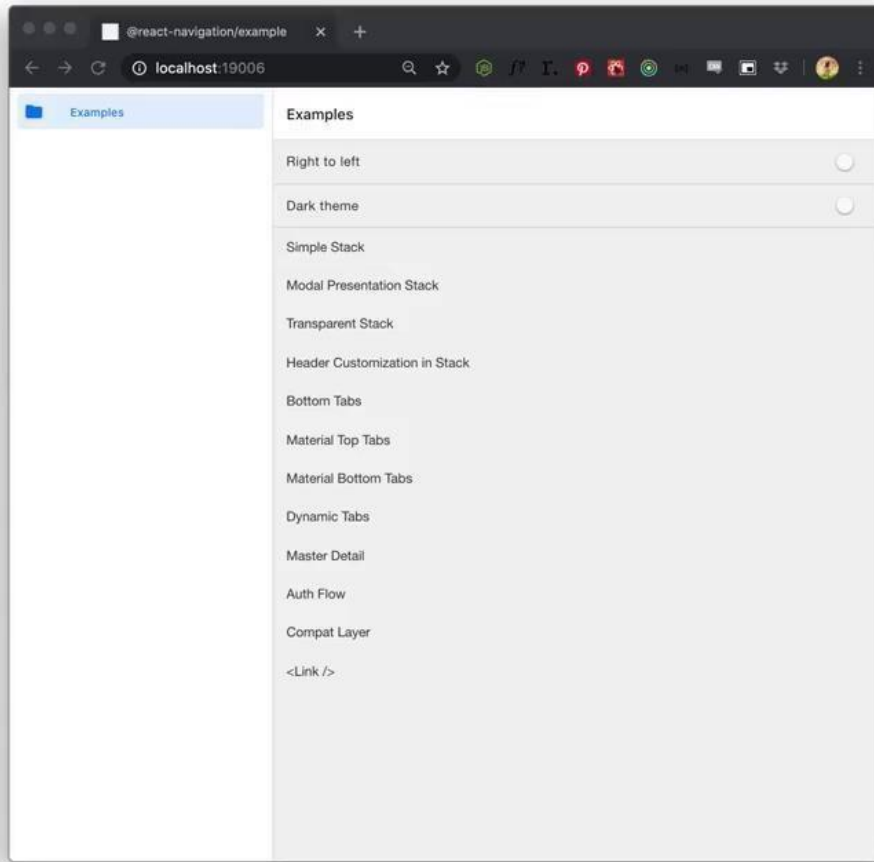 @react-navigation/example
localhost:19006
Examples
Examples
Right to left
Dark theme
Simple Stack
Modal Presentation Stack
Transparent Stack
Header Customization in Stack
Bottom Tabs
Material Top Tabs
Material Bottom Tabs
Dynamic Tabs
Master Detail
Auth Flow
Compat Layer
<Link />